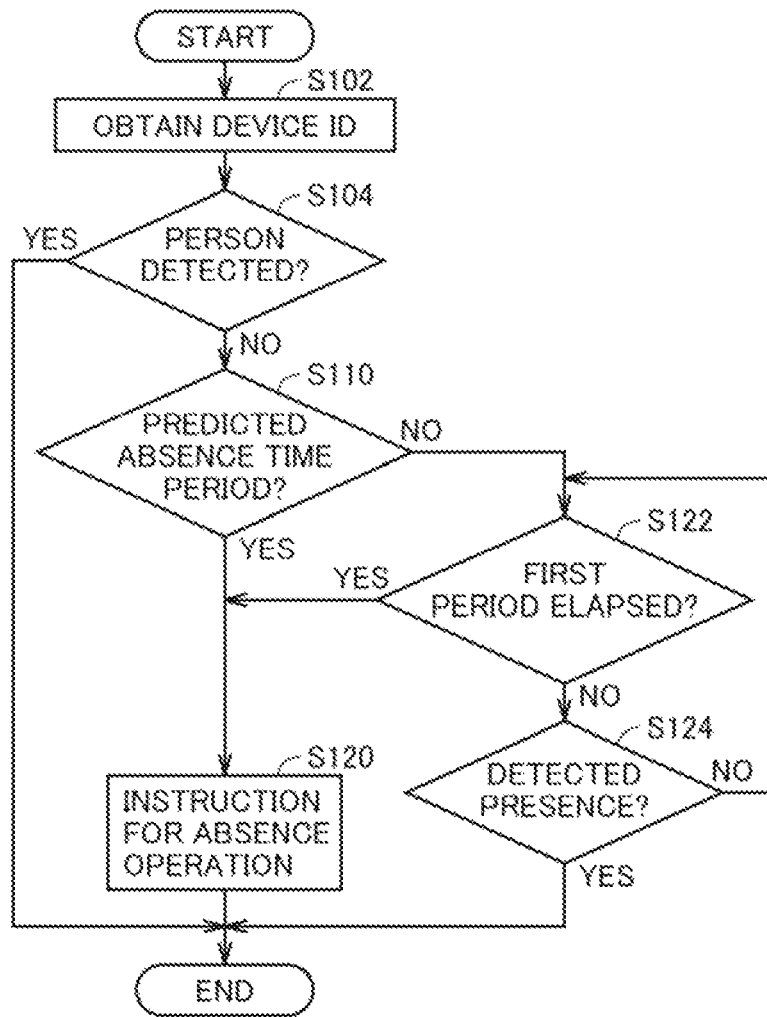 START
S102
OBTAIN DEVICE ID
S104
YES
PERSON
DETECTED?
NO
S110
PREDICTED
ABSENCE TIME
PERIOD?
NO
YES
S122
YES
FIRST
PERIOD ELAPSED?
NO
S124
DETECTED
PRESENCE?
NO
YES
S120
INSTRUCTION
FOR ABSENCE
OPERATION
END